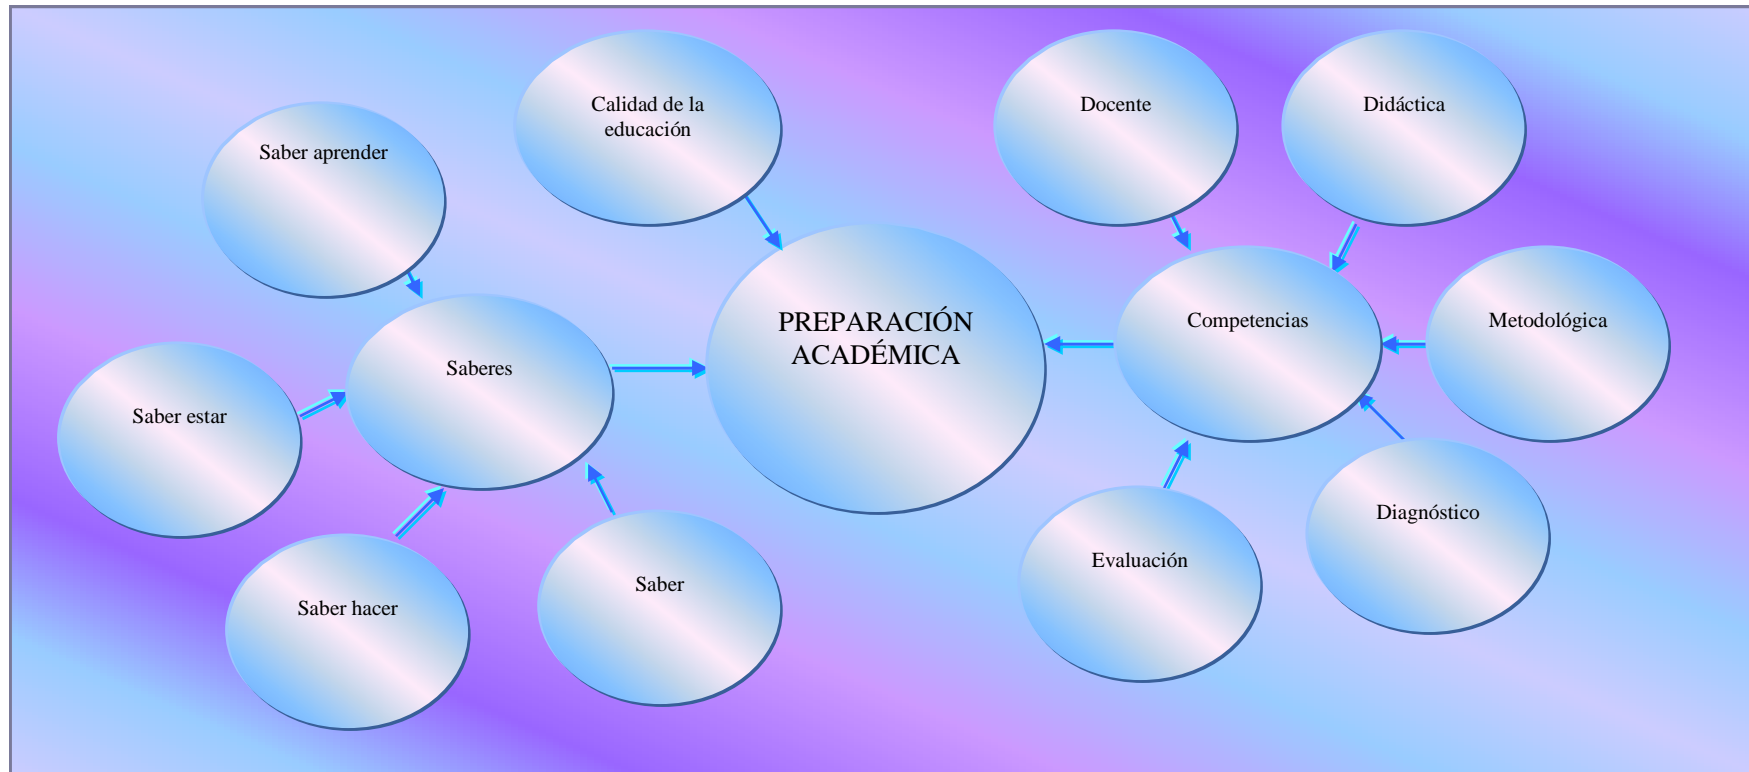 Calidad de la
educación
Docente
Didáctica
Saber aprender
PREPARACIÓN
ACADÉMICA
Competencias
Metodológica
Saberes
Saber estar
Diagnóstico
Evaluación
Saber
Saber hacer